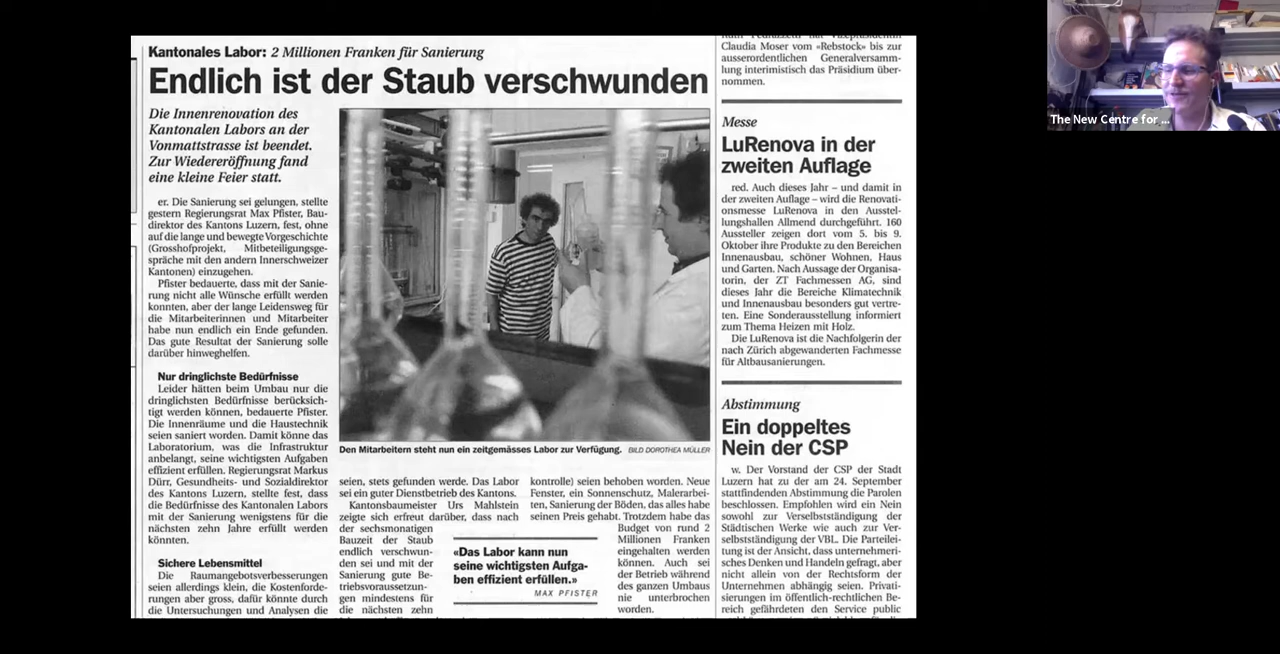 Kantonales Labor: 2 Millionen Franken für Sanierung
Endlich ist der Staub verschwunden
Die Innenrenovation des
Kantonalen Labors an der
Vonmattstrasse ist beendet.
Zur Wiedereröffnung fand
eine kleine Feier statt.
er. Die Sanierung sei gelungen, stellte
gestern Regierungsrat Max Pfister, Bau-
direktor des Kantons Luzern, fest, ohne
auf die lange und bewegte Vorgeschichte
(Grosshofprojekt, Mitbeteiligungsge-
spräche mit den andern Innerschweizer
Kantonen) einzugehen.
Pfister bedauerte, dass mit der Sanie-
rung nicht alle Wünsche erfüllt werden
konnten, aber der lange Leidensweg für
die Mitarbeiterinnen und Mitarbeiter
habe nun endlich ein Ende gefunden.
Das gute Resultat der Sanierung solle
darüber hinweghelfen.
Nur dringlichste Bedürfnisse
Leider hätten beim Umbau nur die
dringlichsten Bedürfnisse berücksich-
tigt werden können, bedauerte Pfister.
Die Innenräume und die Haustechnik
seien saniert worden. Damit könne das
Laboratorium, was die Infrastruktur
anbelangt, seine wichtigsten Aufgaben
effizient erfüllen. Regierungsrat Markus
Dürr, Gesundheits- und Sozialdirektor
des Kantons Luzern, stellte fest, dass
die Bedürfnisse des Kantonalen Labors
mit der Sanierung wenigstens für die
nächsten zehn Jahre erfüllt werden
könnten.
Sichere Lebensmittel
Die Raumangebotsverbesserungen
seien allerdings klein, die Kostenforde-
rungen aber gross, dafür könnte durch
die Untersuchungen und Analysen die
Den Mitarbeitern steht nun ein zeitgemässes Labor zur Verfügung. BILD DOROTHEA MÜLLER
seien, stets gefunden werde. Das Labor
sei ein guter Dienstbetrieb des Kantons.
Kantonsbaumeister Urs Mahlstein
zeigte sich erfreut darüber, dass nach
der sechsmonatigen
Bauzeit der Staub
endlich verschwun-
den sei und mit der
Sanierung gute Be-
triebsvoraussetzun-
gen mindestens für
die nächsten zehn
«Das Labor kann nun
seine wichtigsten Aufga-
ben effizient erfüllen.»
MAX PFISTER
kontrolle) seien behoben worden. Neue
Fenster, ein Sonnenschutz, Malerarbei-
ten, Sanierung der Böden, das alles habe
seinen Preis gehabt. Trotzdem habe das
Budget von rund 2
Millionen Franken
eingehalten werden
können. Auch sei
der Betrieb während
des ganzen Umbaus
nie unterbrochen
worden.
Claudia Moser vom «Rebstock» bis zur
ausserordentlichen Generalversamm-
lung interimistisch das Präsidium über-
nommen.
Messe
LuRenova in der
zweiten Auflage
red. Auch dieses Jahr – und damit in
der zweiten Auflage – wird die Renovati-
onsmesse LuRenova in den Ausstel-
lungshallen Allmend durchgeführt. 160
Aussteller zeigen dort vom 5. bis 9.
Oktober ihre Produkte zu den Bereichen
Innenausbau, schöner Wohnen, Haus
und Garten. Nach Aussage der Organisa-
torin, der ZT Fachmessen AG, sind
dieses Jahr die Bereiche Klimatechnik
und Innenausbau besonders gut vertre-
ten. Eine Sonderausstellung informiert
zum Thema Heizen mit Holz.
Die LuRenova ist die Nachfolgerin der
nach Zürich abgewanderten Fachmesse
für Altbausanierungen.
Abstimmung
Ein doppeltes
Nein der CSP
w. Der Vorstand der CSP der Stadt
Luzern hat zu der am 24. September
stattfindenden Abstimmung die Parolen
beschlossen. Empfohlen wird ein Nein
sowohl zur Verselbstständigung der
Städtischen Werke wie auch zur Ver-
selbstständigung der VBL. Die Parteilei-
tung ist der Ansicht, dass unternehmeri-
sches Denken und Handeln gefragt, aber
nicht allein von der Rechtsform der
Unternehmen abhängig seien. Privati-
sierungen im öffentlich-rechtlichen Be-
reich gefährdeten den Service public
The New Centre for ...